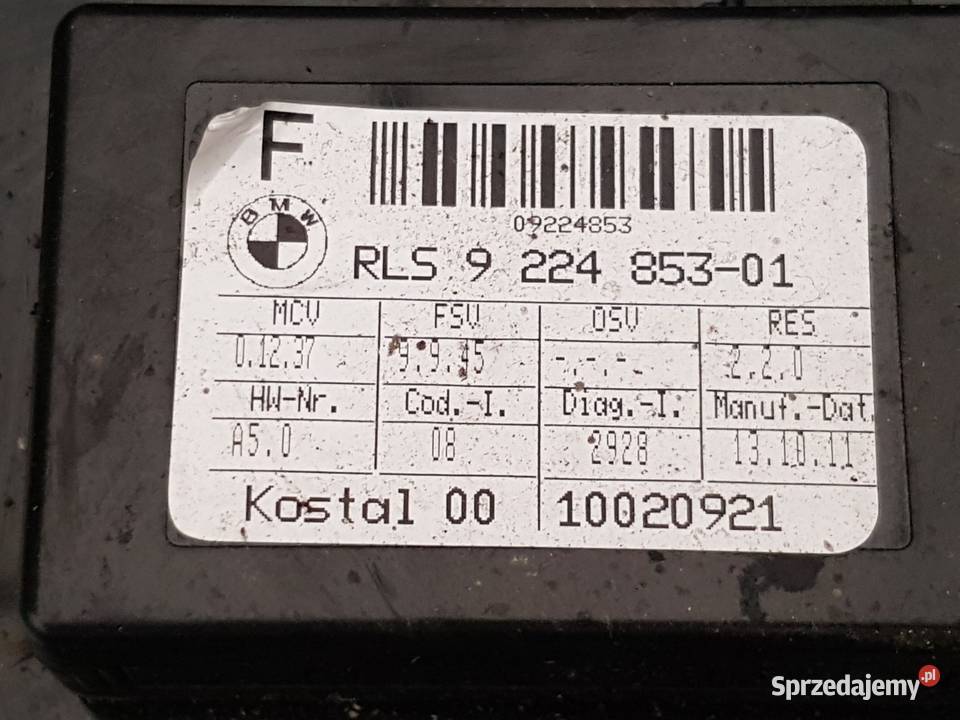 F
BMW
09224853
RLS 9 224 853-01
MCV FSV OSV RES
0.12.37 9.9.45 -.-.- 2.2.0
HW-Nr. Cod.-I. Diag.-I. Manuf.-Dat.
A5.0 08 2928 13.10.11
Kostal 00 10020921
Sprzedajemy.pl